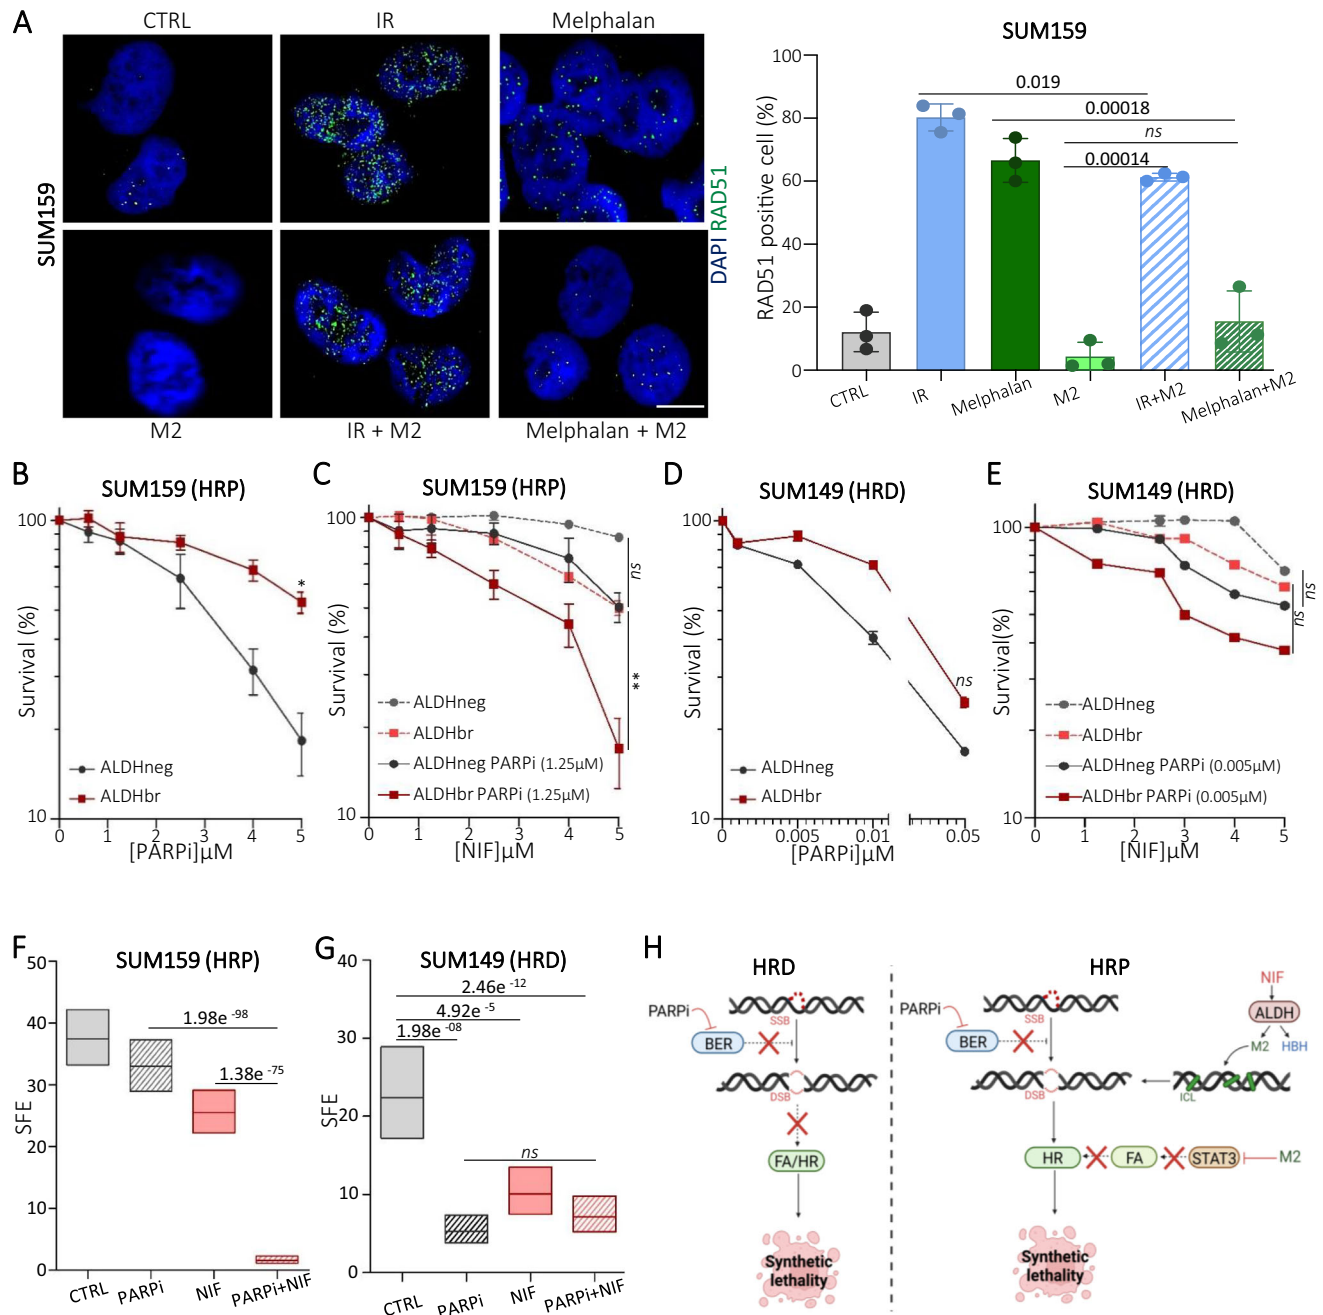 A
CTRL
IR
Melphalan
SUM159
M2
IR + M2
Melphalan + M2
DAPI RAD51
SUM159
RAD51 positive cell (%)
100
80
60
40
20
0
0.019
0.00018
ns
0.00014
CTRL
IR
Melphalan
M2
IR+M2
Melphalan+M2
B
SUM159 (HRP)
Survival (%)
100
10
*
ALDHneg
ALDHbr
0 1 2 3 4 5
[PARPi]µM
C
SUM159 (HRP)
Survival (%)
100
10
ns
**
ALDHneg
ALDHbr
ALDHneg PARPi (1.25µM)
ALDHbr PARPi (1.25µM)
0 1 2 3 4 5
[NIF]µM
D
SUM149 (HRD)
Survival (%)
100
10
ns
ALDHneg
ALDHbr
0 0.005 0.01 0.05
[PARPi]µM
E
SUM149 (HRD)
Survival(%)
100
10
ns
ns
ALDHneg
ALDHbr
ALDHneg PARPi (0.005µM)
ALDHbr PARPi (0.005µM)
0 1 2 3 4 5
[NIF]µM
F
SUM159 (HRP)
SFE
50
40
30
20
10
0
1.98e -98
1.38e -75
CTRL
PARPi
NIF
PARPi+NIF
G
SUM149 (HRD)
SFE
40
30
20
10
0
2.46e -12
4.92e -5
1.98e -08
ns
CTRL
PARPi
NIF
PARPi+NIF
H
HRD
PARPi
BER
SSB
DSB
FA/HR
Synthetic
lethality
HRP
PARPi
BER
SSB
DSB
NIF
ALDH
M2
HBH
ICL
HR
FA
STAT3
M2
Synthetic
lethality